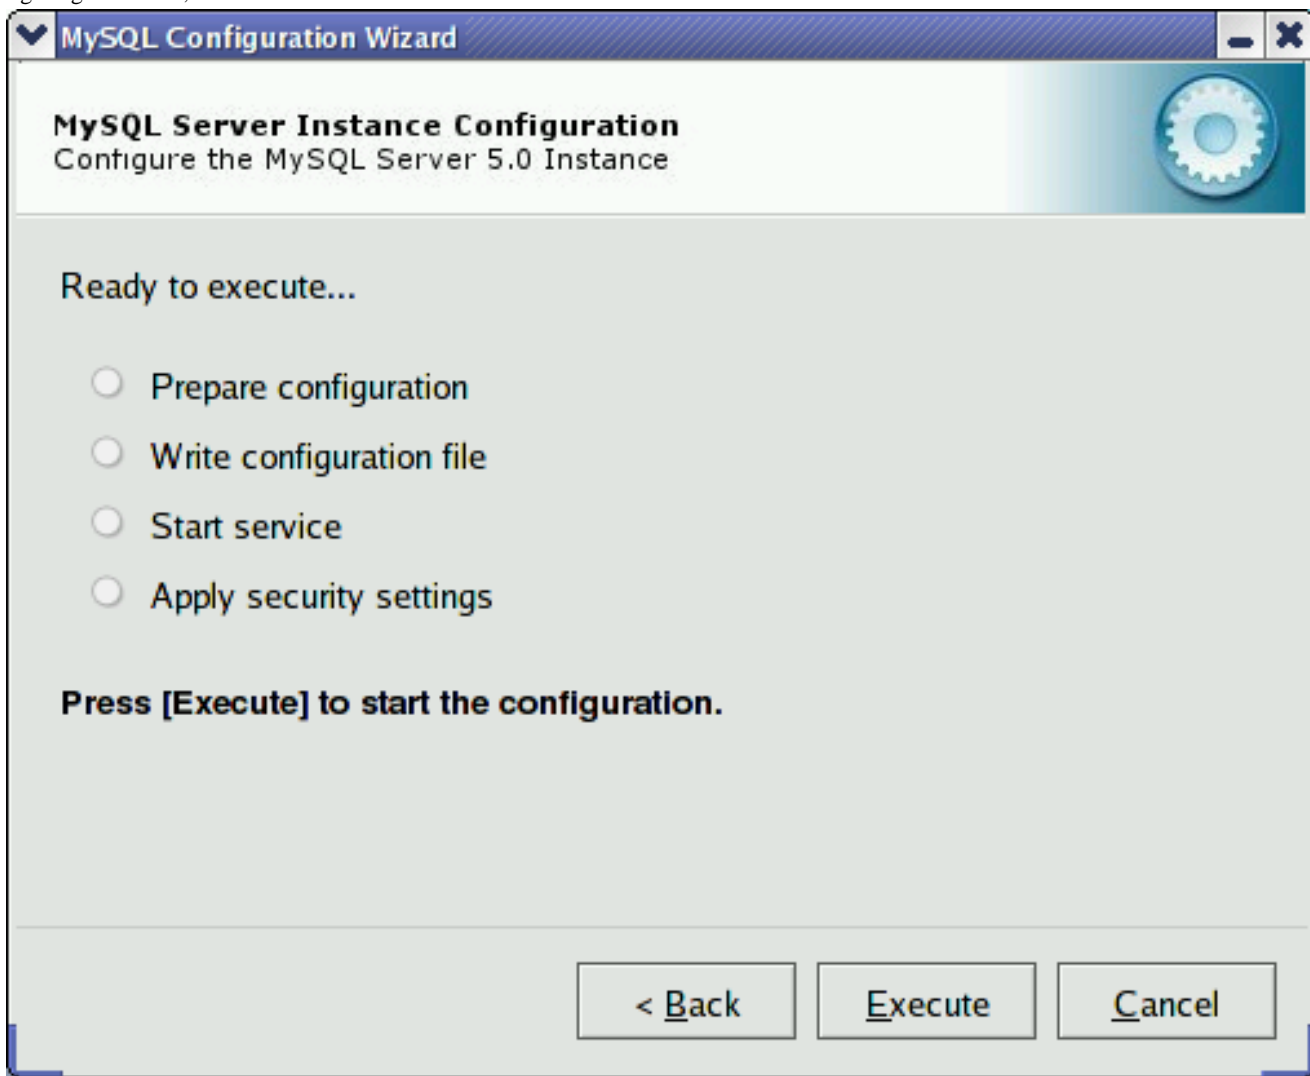 MySQL Configuration Wizard
MySQL Server Instance Configuration
Configure the MySQL Server 5.0 Instance
Ready to execute...
Prepare configuration
Write configuration file
Start service
Apply security settings
Press [Execute] to start the configuration.
< Back
Execute
Cancel